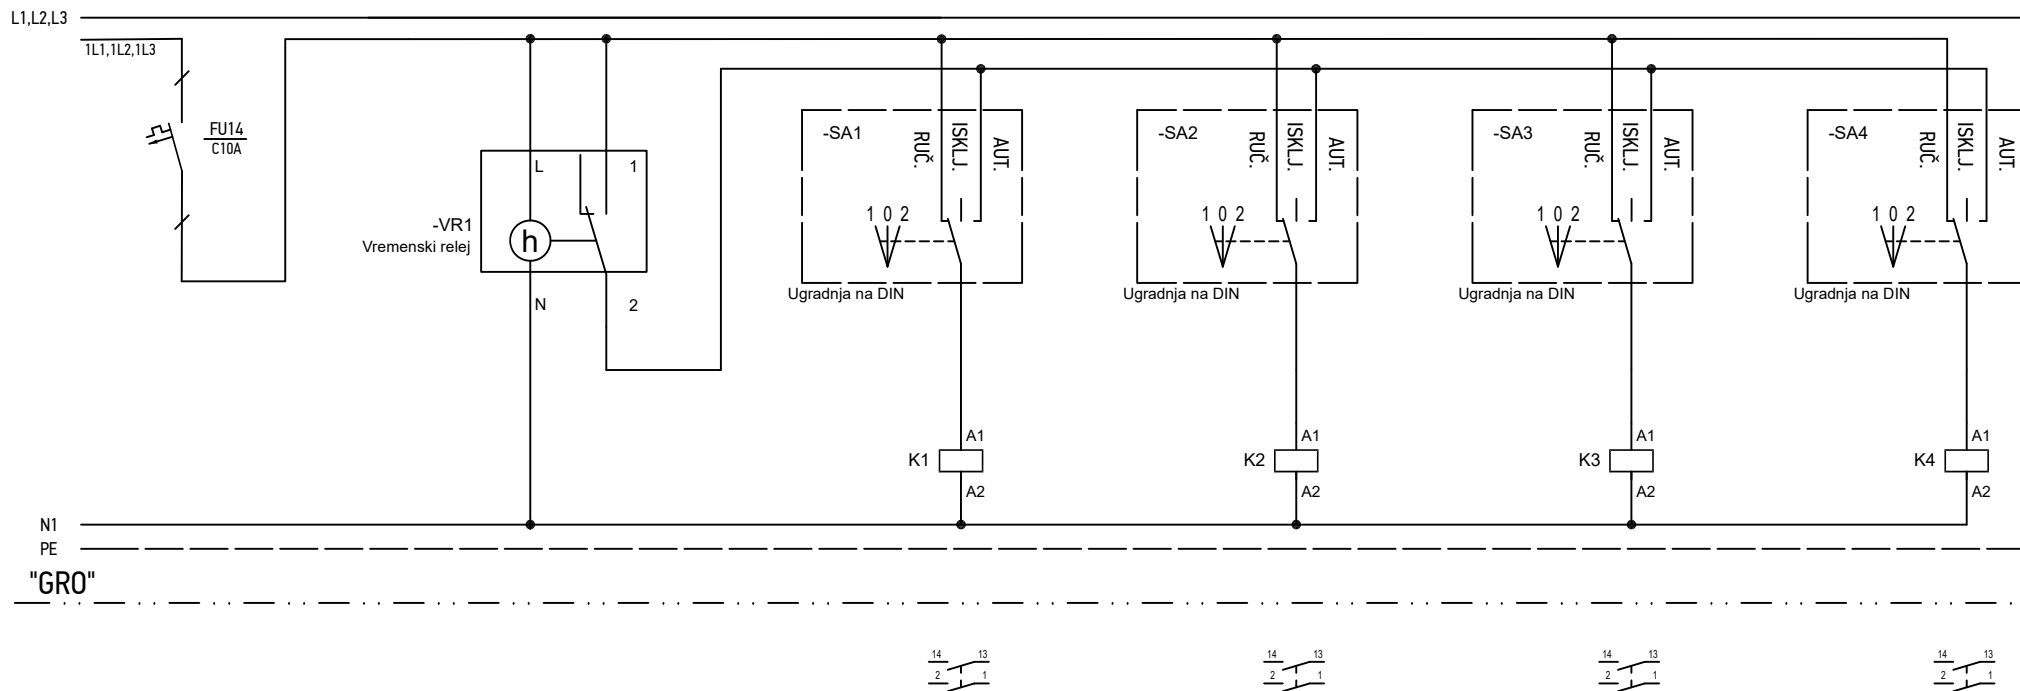 L1,L2,L3
1L1,1L2,1L3
FU14
C10A
-VR1
Vremenski relej
L
1
h
N
2
-SA1
RUČ.
ISKLJ.
AUT.
1 0 2
Ugradnja na DIN
-SA2
RUČ.
ISKLJ.
AUT.
1 0 2
Ugradnja na DIN
-SA3
RUČ.
ISKLJ.
AUT.
1 0 2
Ugradnja na DIN
-SA4
RUČ.
ISKLJ.
AUT.
1 0 2
Ugradnja na DIN
A1
K1
A2
A1
K2
A2
A1
K3
A2
A1
K4
A2
N1
PE
"GRO"
14 13
2 1
14 13
2 1
14 13
2 1
14 13
2 1